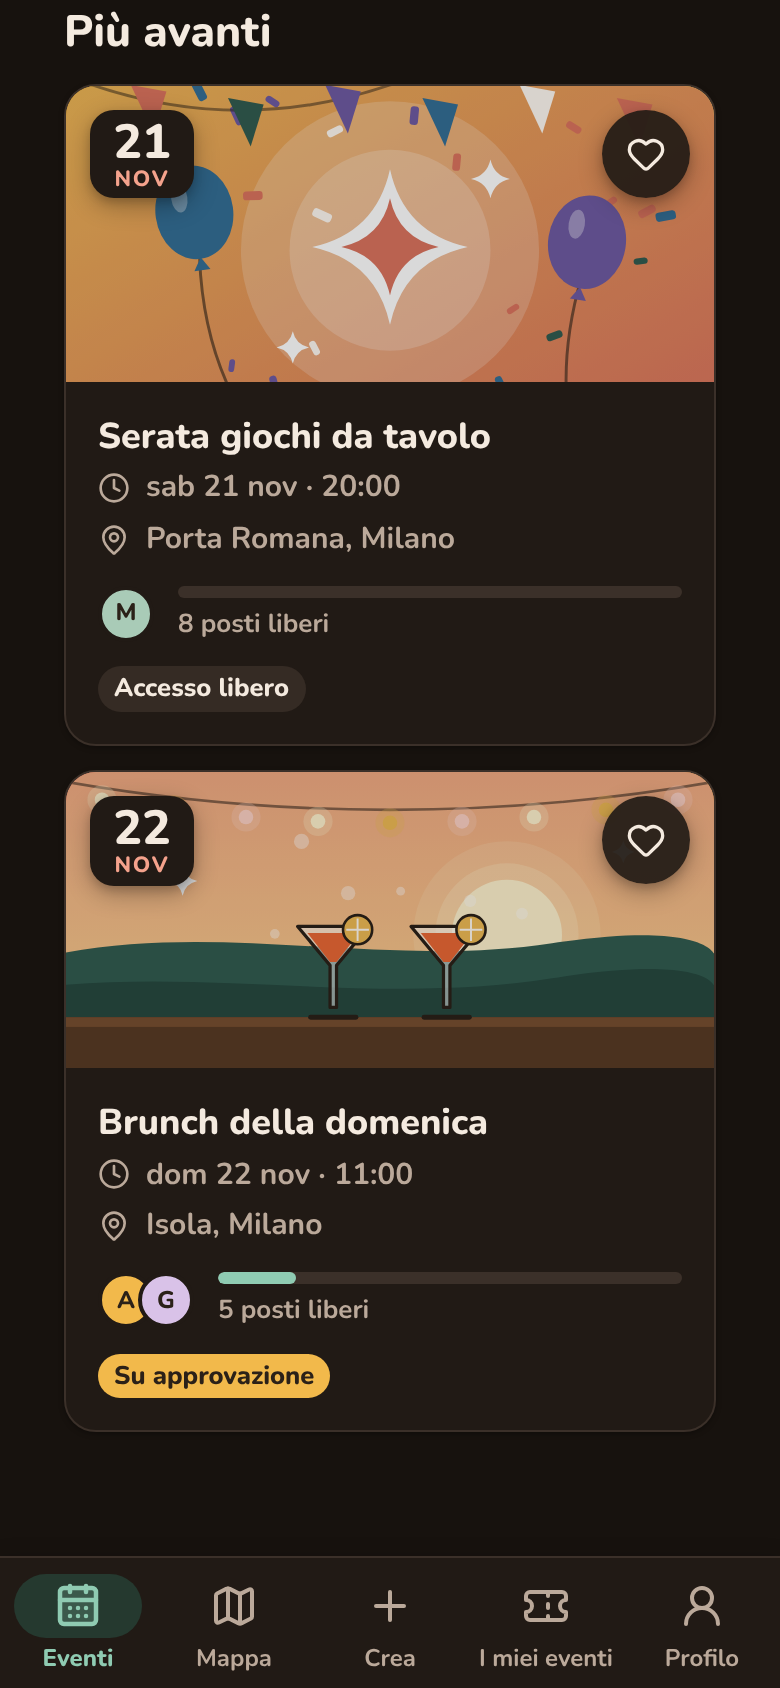 Più avanti
21
NOV
Serata giochi da tavolo
sab 21 nov · 20:00
Porta Romana, Milano
M
8 posti liberi
Accesso libero
22
NOV
Brunch della domenica
dom 22 nov · 11:00
Isola, Milano
A G
5 posti liberi
Su approvazione
Eventi Mappa Crea I miei eventi Profilo